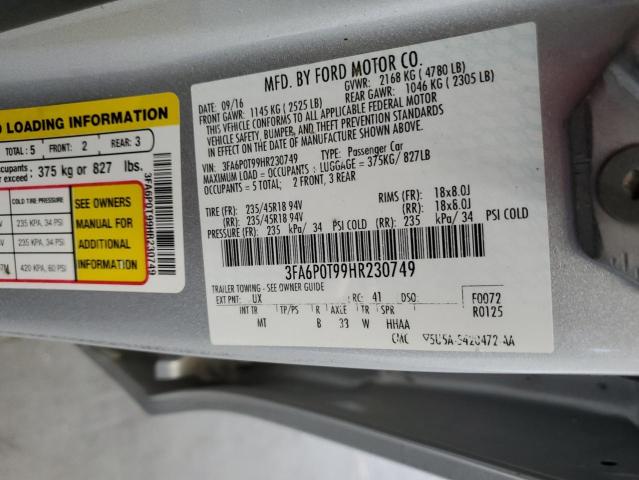 MFD. BY FORD MOTOR CO.
DATE: 09/16 GVWR: 2168 KG ( 4780 LB)
FRONT GAWR: 1145 KG ( 2525 LB) REAR GAWR: 1046 KG ( 2305 LB)
THIS VEHICLE CONFORMS TO ALL APPLICABLE FEDERAL MOTOR
VEHICLE SAFETY, BUMPER, AND THEFT PREVENTION STANDARDS
IN EFFECT ON THE DATE OF MANUFACTURE SHOWN ABOVE.
VIN: 3FA6P0T99HR230749 TYPE: Passenger Car
MAXIMUM LOAD = OCCUPANTS + LUGGAGE = 375KG/ 827LB
OCCUPANTS = 5 TOTAL; 2 FRONT, 3 REAR
TIRE (FR): 235/45R18 94V RIMS (FR): 18x8.0J
(RR): 235/45R18 94V (RR): 18x8.0J
PRESSURE (FR): 235 kPa/ 34 PSI COLD (RR): 235 kPa/ 34 PSI COLD
3FA6P0T99HR230749
TRAILER TOWING - SEE OWNER GUIDE
EXT PNT: UX RC: 41 DSO: F0072
INT TR TP/PS R AXLE TR SPR R0125
MT B 33 W HHAA
LOADING INFORMATION
TOTAL: 5 FRONT: 2 REAR: 3
375 kg or 827 lbs.
COLD TIRE PRESSURE
235 KPA, 34 PSI
235 KPA, 34 PSI
420 KPA, 60 PSI
SEE OWNERS
MANUAL FOR
ADDITIONAL
INFORMATION
3FA6P0T99HR230749